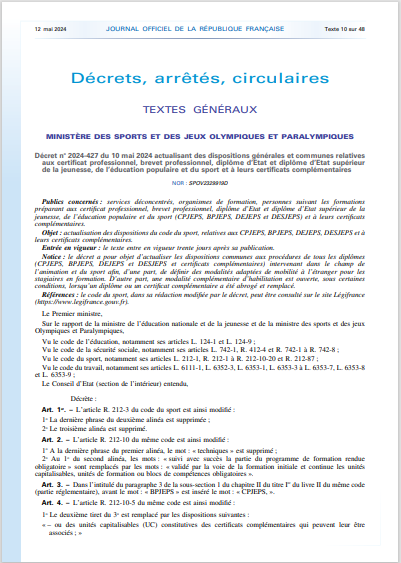 12 mai 2024 JOURNAL OFFICIEL DE LA RÉPUBLIQUE FRANÇAISE Texte 10 sur 48
Décrets, arrêtés, circulaires
TEXTES GÉNÉRAUX
MINISTÈRE DES SPORTS ET DES JEUX OLYMPIQUES ET PARALYMPIQUES
Décret n° 2024-427 du 10 mai 2024 actualisant des dispositions générales et communes relatives
aux certificat professionnel, brevet professionnel, diplôme d'Etat et diplôme d'Etat supérieur
de la jeunesse, de l'éducation populaire et du sport et à leurs certificats complémentaires
NOR : SPOV2329919D
Publics concernés : services déconcentrés, organismes de formation, personnes suivant les formations
préparant aux certificat professionnel, brevet professionnel, diplôme d'Etat et diplôme d'Etat supérieur de la
jeunesse, de l'éducation populaire et du sport (CPJEPS, BPJEPS, DEJEPS et DESJEPS) et à leurs certificats
complémentaires.
Objet : actualisation des dispositions du code du sport, relatives aux CPJEPS, BPJEPS, DEJEPS, DESJEPS et à
leurs certificats complémentaires.
Entrée en vigueur : le texte entre en vigueur trente jours après sa publication.
Notice : le décret a pour objet d'actualiser les dispositions communes aux procédures de tous les diplômes
(CPJEPS, BPJEPS, DEJEPS et DESJEPS et certificats complémentaires) intervenant dans le champ de
l'animation et du sport afin, d'une part, de définir des modalités adaptées de mobilité à l'étranger pour les
stagiaires en formation. D'autre part, une modalité complémentaire d'habilitation est ouverte, sous certaines
conditions, lorsqu'un diplôme ou un certificat complémentaire a été abrogé et remplacé.
Références : le code du sport, dans sa rédaction modifiée par le décret, peut être consulté sur le site Légifrance
(https://www.legifrance.gouv.fr).
Le Premier ministre,
Sur le rapport de la ministre de l'éducation nationale et de la jeunesse et de la ministre des sports et des jeux
Olympiques et Paralympiques,
Vu le code de l'éducation, notamment ses articles L. 124-1 et L. 124-9 ;
Vu le code de la sécurité sociale, notamment ses articles L. 742-1, R. 412-4 et R. 742-1 à R. 742-8 ;
Vu le code du sport, notamment ses articles L. 212-1, R. 212-1 à R. 212-10-20 et R. 212-87 ;
Vu le code du travail, notamment ses articles L. 6111-1, L. 6352-3, L. 6353-1, L. 6353-3 à L. 6353-7, L. 6353-8
et L. 6353-9 ;
Le Conseil d'Etat (section de l'intérieur) entendu,
Décrète :
Art. 1er. – L'article R. 212-3 du code du sport est ainsi modifié :
1° La dernière phrase du deuxième alinéa est supprimée ;
2° Le troisième alinéa est supprimé.
Art. 2. – L'article R. 212-10 du même code est ainsi modifié :
1° A la dernière phrase du premier alinéa, le mot : « techniques » est supprimé ;
2° Au 1° du second alinéa, les mots : « suivi avec succès la partie du programme de formation rendue
obligatoire » sont remplacés par les mots : « validé par la voie de la formation initiale et continue les unités
capitalisables, unités de formation ou blocs de compétences obligatoires ».
Art. 3. – Dans l'intitulé du paragraphe 3 de la sous-section 1 du chapitre II du titre Ier du livre II du même code
(partie réglementaire), avant le mot : « BPJEPS » est inséré le mot : « CPJEPS, ».
Art. 4. – L'article R. 212-10-5 du même code est ainsi modifié :
1° Le deuxième tiret du 3° est remplacé par les dispositions suivantes :
« – ou des unités capitalisables (UC) constitutives des certificats complémentaires qui peuvent leur être
associés ; »